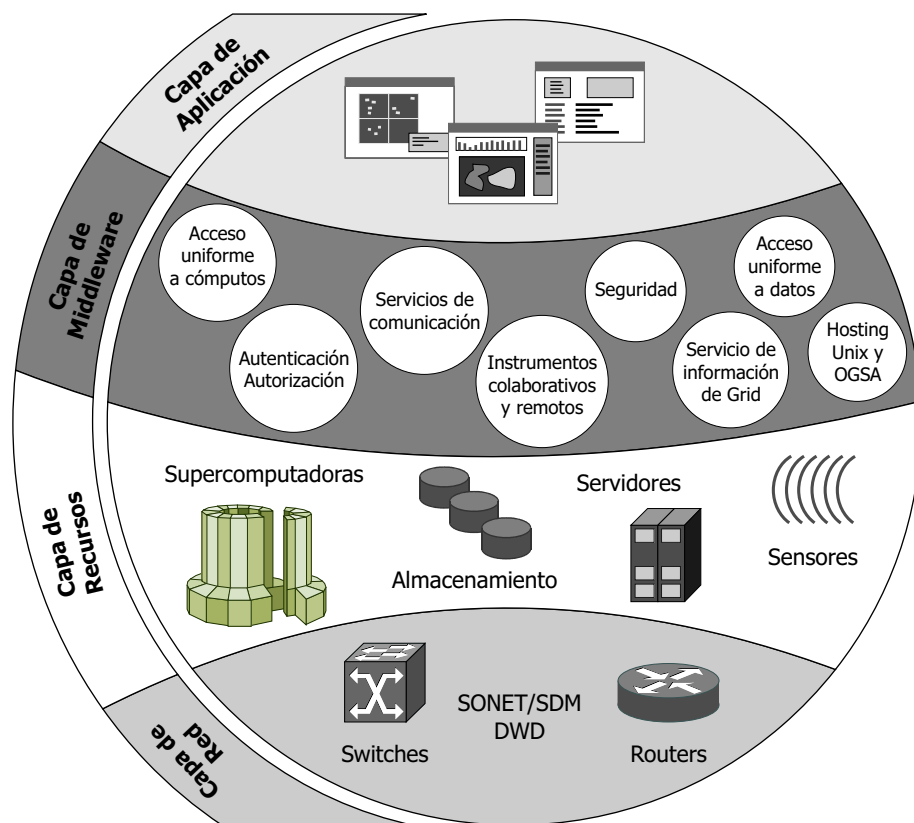 Capa de
Aplicación
Capa de
Middleware
Acceso
uniforme
a cómputos
Servicios de
comunicación
Seguridad
Acceso
uniforme
a datos
Autenticación
Autorización
Instrumentos
colaborativos
y remotos
Servicio de
información
de Grid
Hosting
Unix y
OGSA
Capa de
Recursos
Supercomputadoras
Almacenamiento
Servidores
Sensores
Capa de
Red
Switches
SONET/SDM
DWD
Routers